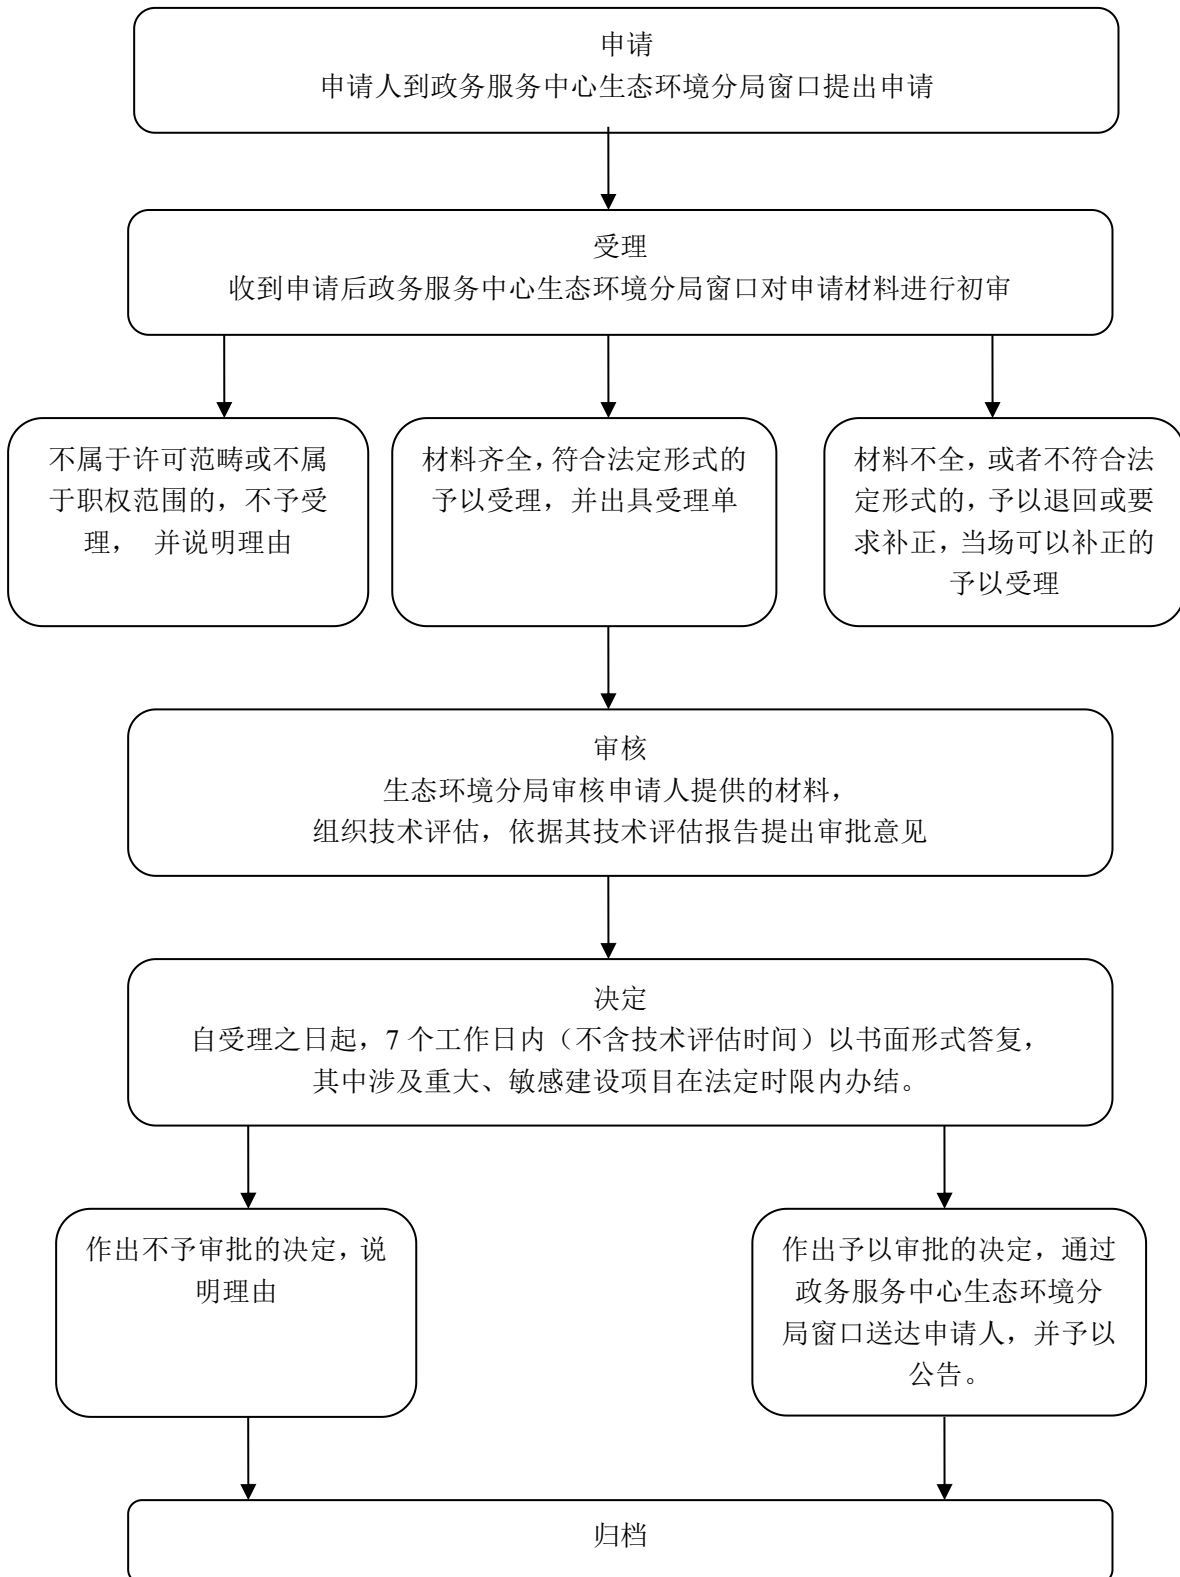 申请
申请人到政务服务中心生态环境分局窗口提出申请
受理
收到申请后政务服务中心生态环境分局窗口对申请材料进行初审
不属于许可范畴或不属
于职权范围的，不予受
理， 并说明理由
材料齐全，符合法定形式的
予以受理，并出具受理单
材料不全，或者不符合法
定形式的，予以退回或要
求补正，当场可以补正的
予以受理
审核
生态环境分局审核申请人提供的材料，
组织技术评估，依据其技术评估报告提出审批意见
决定
自受理之日起，7 个工作日内（不含技术评估时间）以书面形式答复，
其中涉及重大、敏感建设项目在法定时限内办结。
作出不予审批的决定，说
明理由
作出予以审批的决定，通过
政务服务中心生态环境分
局窗口送达申请人，并予以
公告。
归档